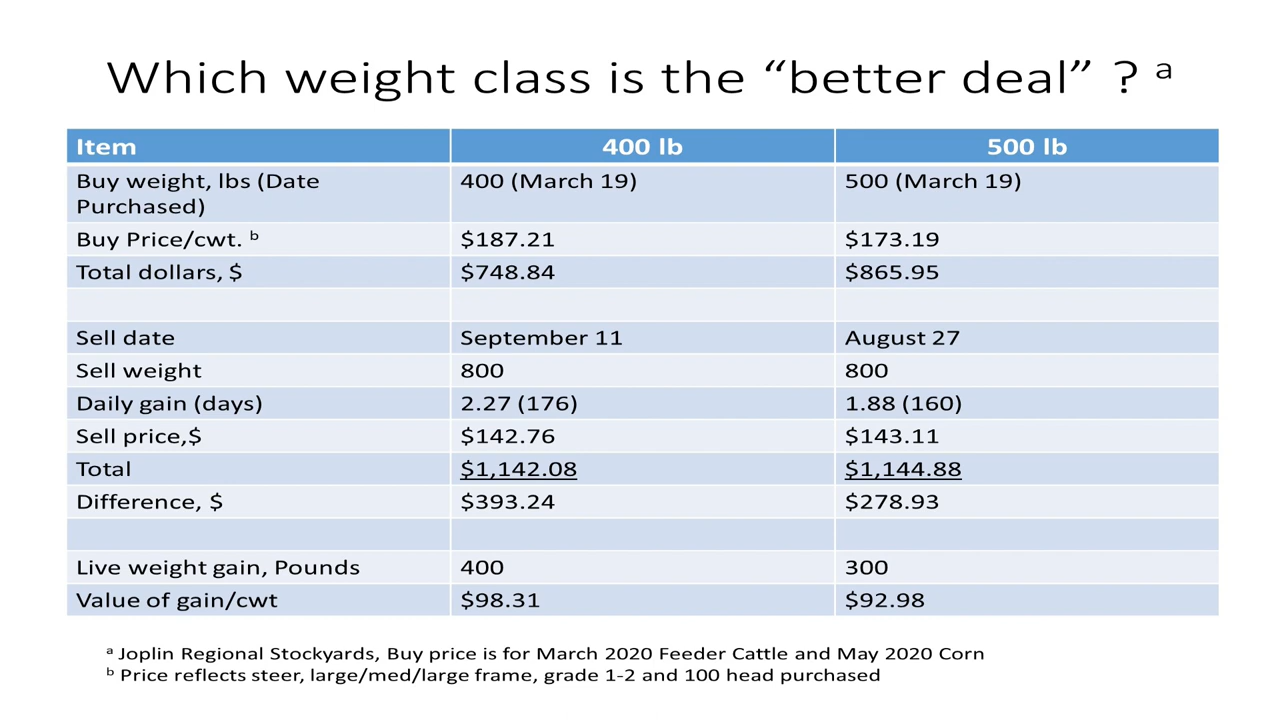 Which weight class is the “better deal” ? a
Item 400 lb 500 lb
Buy weight, lbs (Date Purchased) 400 (March 19) 500 (March 19)
Buy Price/cwt. b $187.21 $173.19
Total dollars, $ $748.84 $865.95
Sell date September 11 August 27
Sell weight 800 800
Daily gain (days) 2.27 (176) 1.88 (160)
Sell price,$ $142.76 $143.11
Total $1,142.08 $1,144.88
Difference, $ $393.24 $278.93
Live weight gain, Pounds 400 300
Value of gain/cwt $98.31 $92.98
a Joplin Regional Stockyards, Buy price is for March 2020 Feeder Cattle and May 2020 Corn
b Price reflects steer, large/med/large frame, grade 1-2 and 100 head purchased